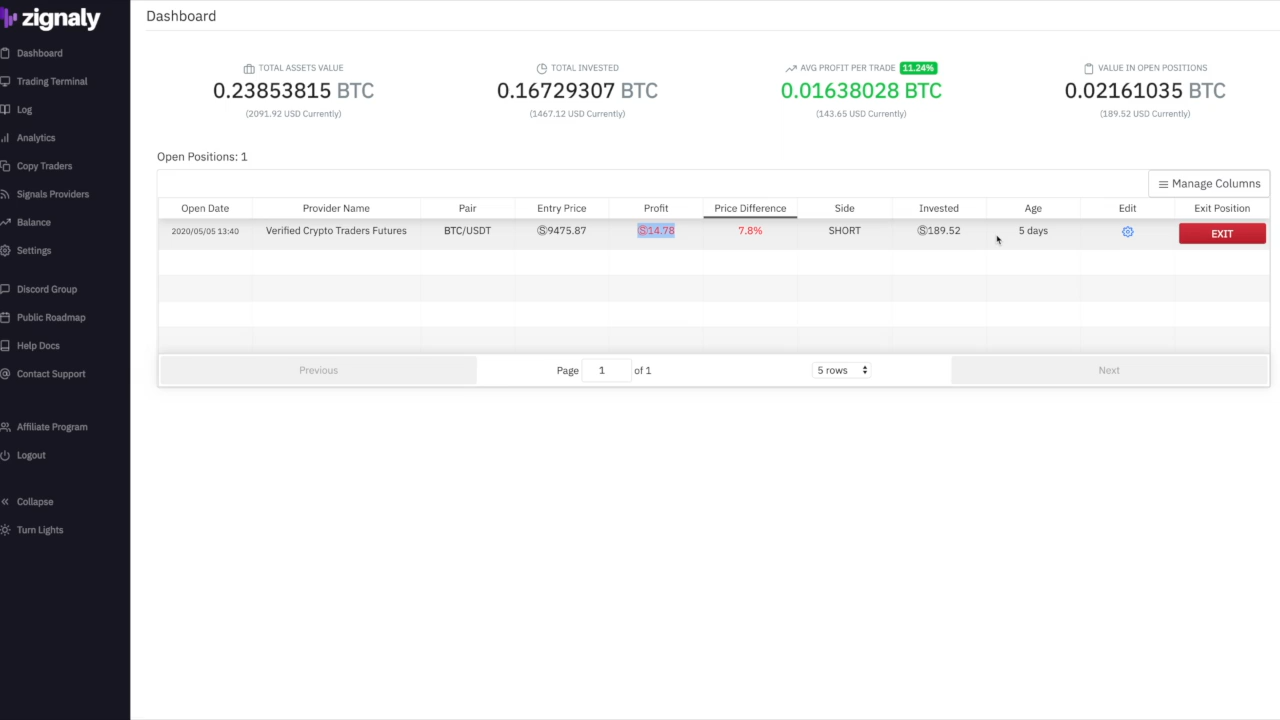 zignaly
Dashboard
Trading Terminal
Log
Analytics
Copy Traders
Signals Providers
Balance
Settings
Discord Group
Public Roadmap
Help Docs
Contact Support
Affiliate Program
Logout
Collapse
Turn Lights
Dashboard
TOTAL ASSETS VALUE
0.23853815 BTC
(2091.92 USD Currently)
TOTAL INVESTED
0.16729307 BTC
(1467.12 USD Currently)
AVG PROFIT PER TRADE 11.24%
0.01638028 BTC
(143.65 USD Currently)
VALUE IN OPEN POSITIONS
0.02161035 BTC
(189.52 USD Currently)
Open Positions: 1
Manage Columns
Open Date Provider Name Pair Entry Price Profit Price Difference Side Invested Age Edit Exit Position
2020/05/05 13:40 Verified Crypto Traders Futures BTC/USDT Ⓢ9475.87 Ⓢ14.78 7.8% SHORT Ⓢ189.52 5 days EXIT
Previous Page 1 of 1 5 rows Next